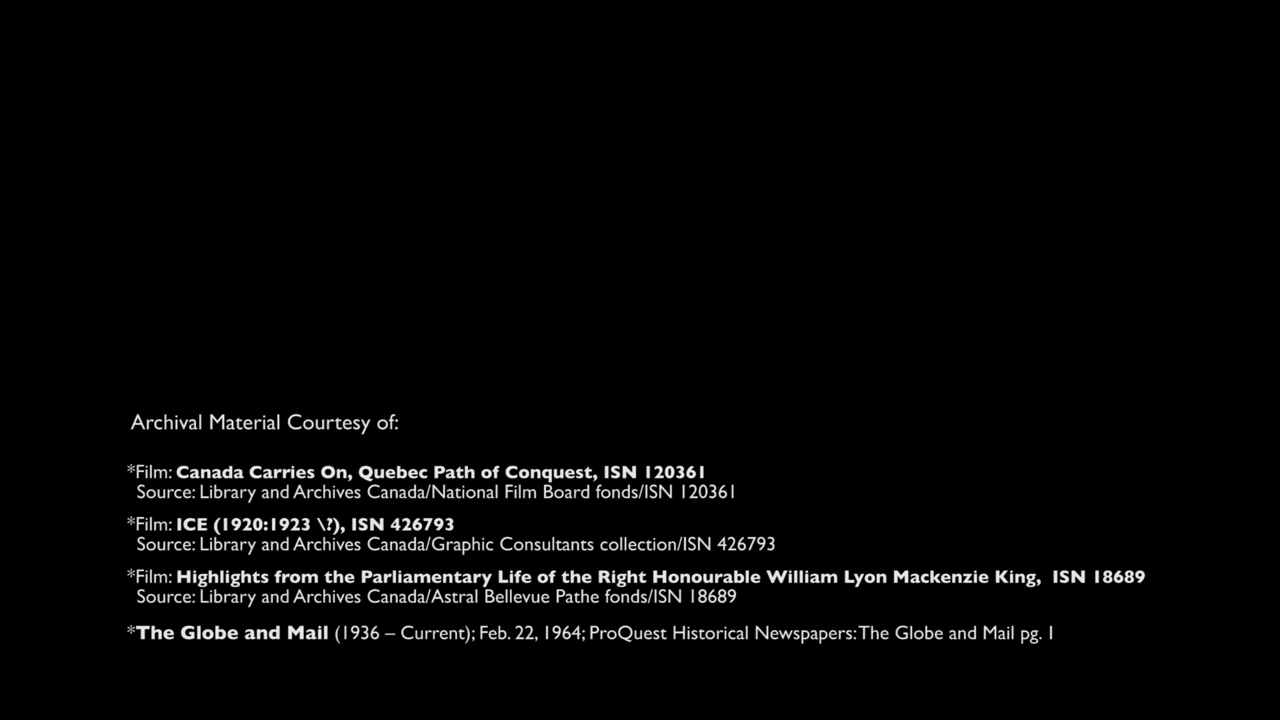 Archival Material Courtesy of:
*Film: Canada Carries On, Quebec Path of Conquest, ISN 120361
Source: Library and Archives Canada/National Film Board fonds/ISN 120361
*Film: ICE (1920:1923 \?), ISN 426793
Source: Library and Archives Canada/Graphic Consultants collection/ISN 426793
*Film: Highlights from the Parliamentary Life of the Right Honourable William Lyon Mackenzie King, ISN 18689
Source: Library and Archives Canada/Astral Bellevue Pathe fonds/ISN 18689
*The Globe and Mail (1936 – Current); Feb. 22, 1964; ProQuest Historical Newspapers: The Globe and Mail pg. 1